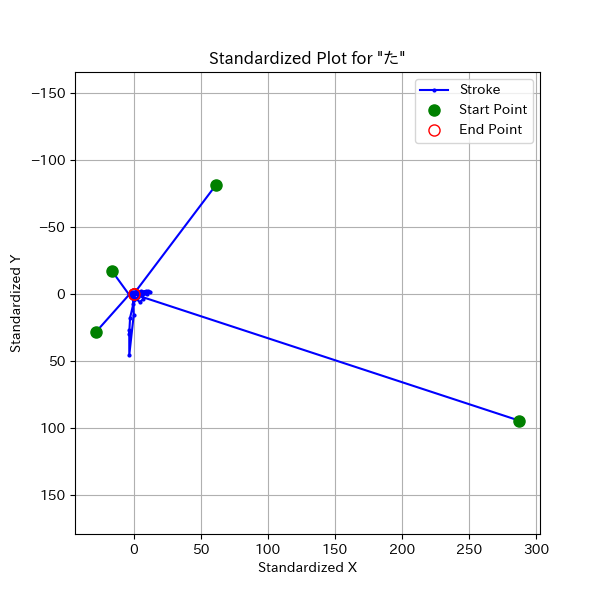 Standardized Plot for "た"
Stroke
Start Point
End Point
Standardized Y
−150
−100
−50
0
50
100
150
0 50 100 150 200 250 300
Standardized X